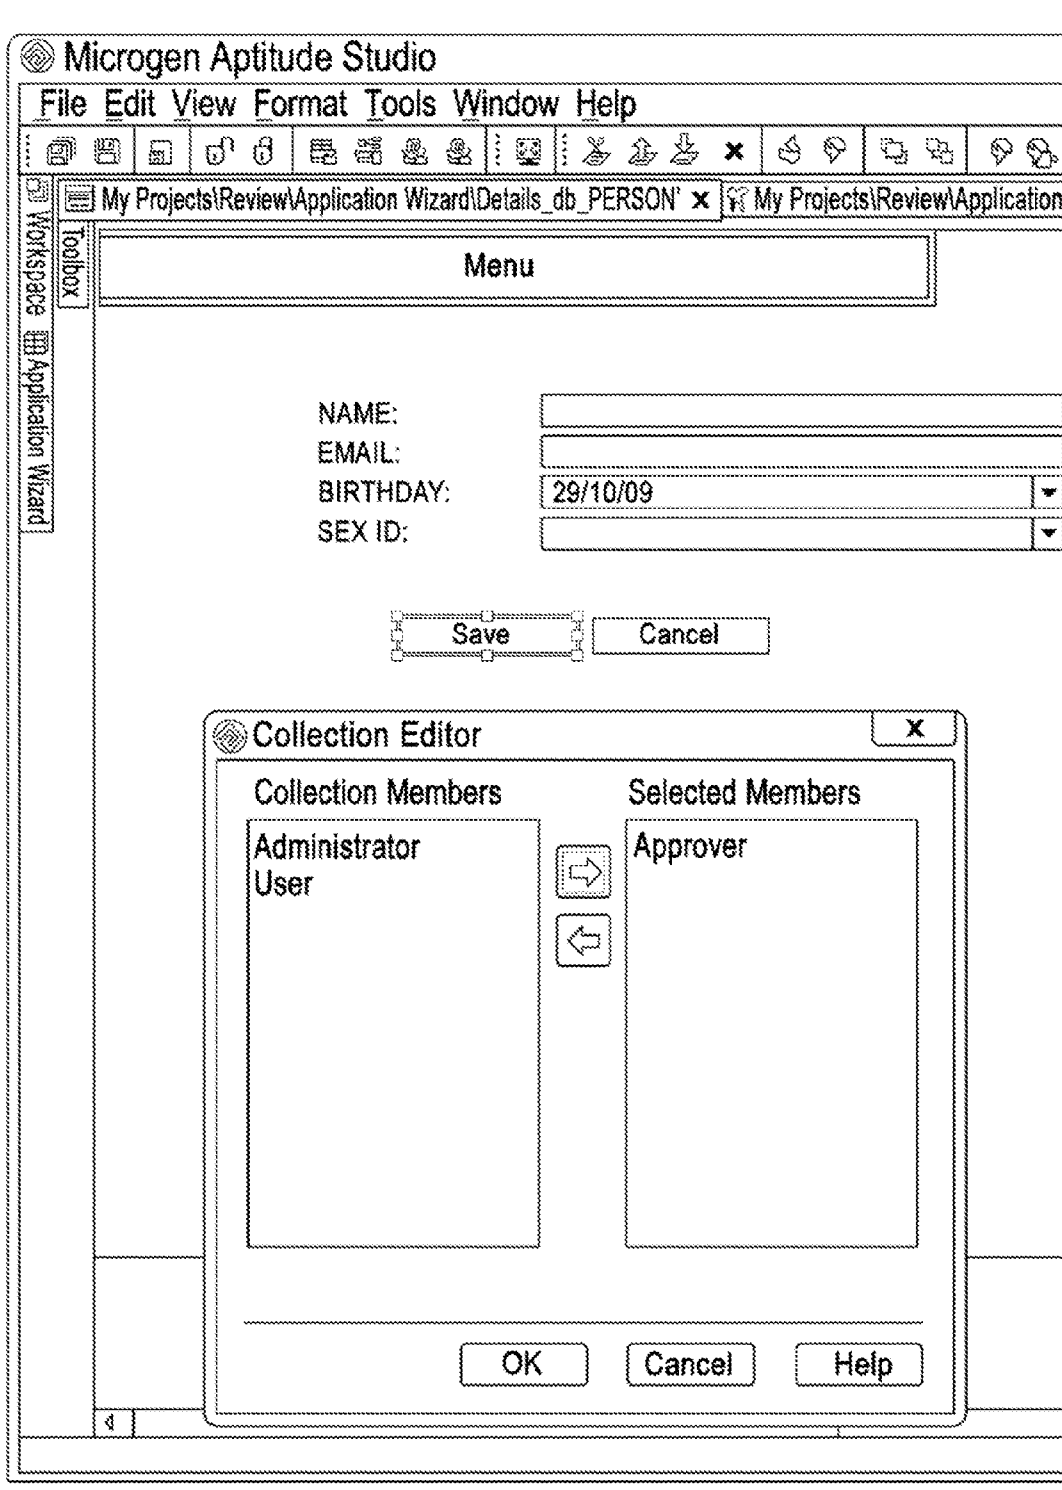 Microgen Aptitude Studio
File Edit View Format Tools Window Help
My Projects\Review\Application Wizard\Details_db_PERSON* x My Projects\Review\Application
Workspace
Application Wizard
Toolbox
Menu
NAME:
EMAIL:
BIRTHDAY: 29/10/09
SEX ID:
Save Cancel
Collection Editor X
Collection Members Selected Members
Administrator Approver
User
OK Cancel Help